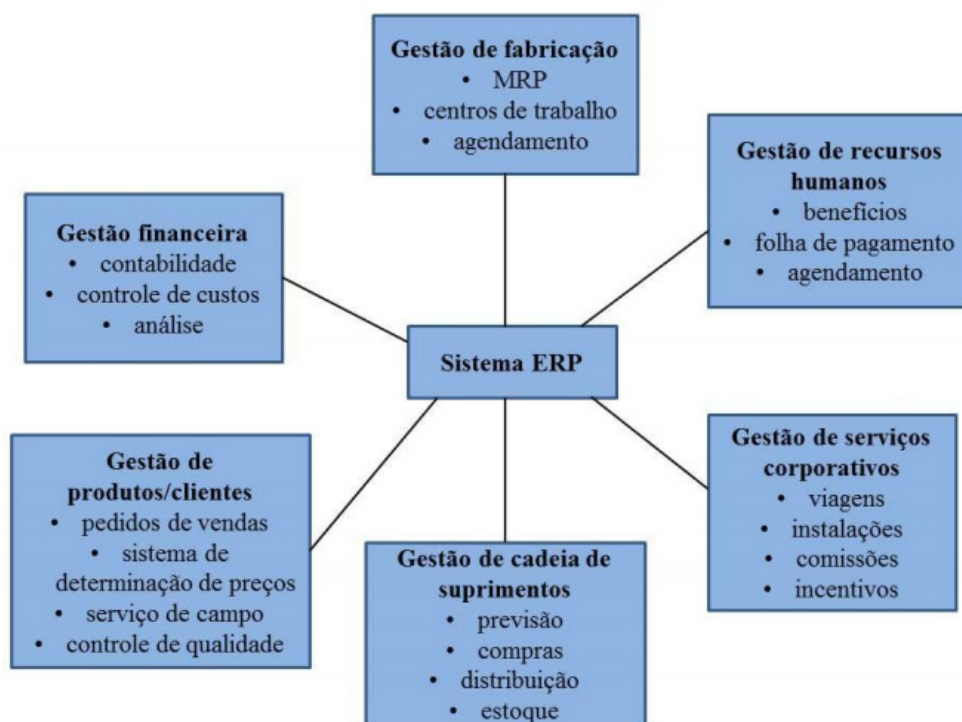 Gestão de fabricação
• MRP
• centros de trabalho
• agendamento
Gestão de recursos
humanos
• benefícios
• folha de pagamento
• agendamento
Gestão financeira
• contabilidade
• controle de custos
• análise
Sistema ERP
Gestão de
produtos/clientes
• pedidos de vendas
• sistema de
determinação de preços
• serviço de campo
• controle de qualidade
Gestão de cadeia de
suprimentos
• previsão
• compras
• distribuição
• estoque
Gestão de serviços
corporativos
• viagens
• instalações
• comissões
• incentivos